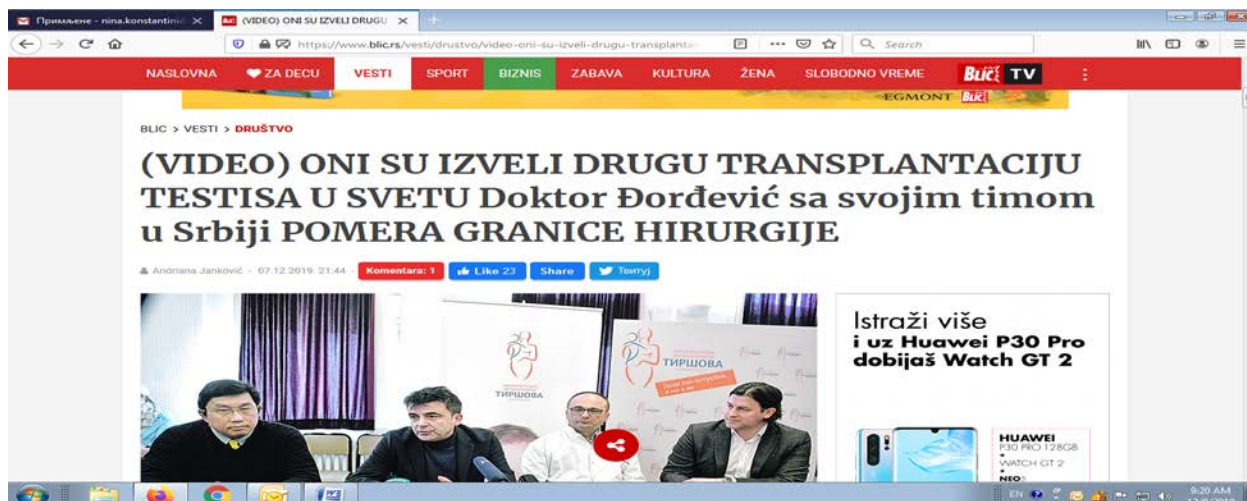 Примљене - nina.konstantini
(VIDEO) ONI SU IZVELI DRUGU
https://www.blic.rs/vesti/drustvo/video-oni-su-izveli-drugu-transplanta
Search
NASLOVNA ZA DECU VESTI SPORT BIZNIS ZABAVA KULTURA ŽENA SLOBODNO VREME Blic TV
EGMONT Blic
BLIC > VESTI > DRUŠTVO
(VIDEO) ONI SU IZVELI DRUGU TRANSPLANTACIJU
TESTISA U SVETU Doktor Đorđević sa svojim timom
u Srbiji POMERA GRANICE HIRURGIJE
Andriana Janković - 07.12.2019. 21:44 - Komentara: 1 Like 23 Share Твитуј
ТИРШОВА
ТИРШОВА
Istraži više
i uz Huawei P30 Pro
dobijaš Watch GT 2
HUAWEI
P30 PRO 128GB
+
WATCH GT 2
NEO
EN
9:20 AM